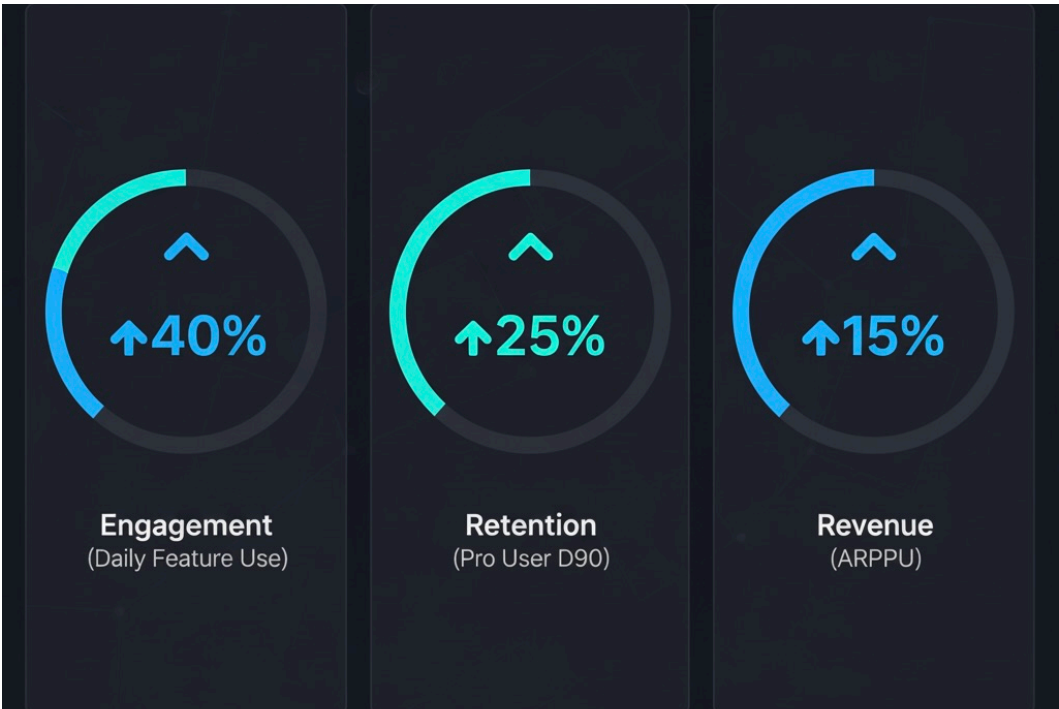 ↑40%
Engagement
(Daily Feature Use)
↑25%
Retention
(Pro User D90)
↑15%
Revenue
(ARPPU)